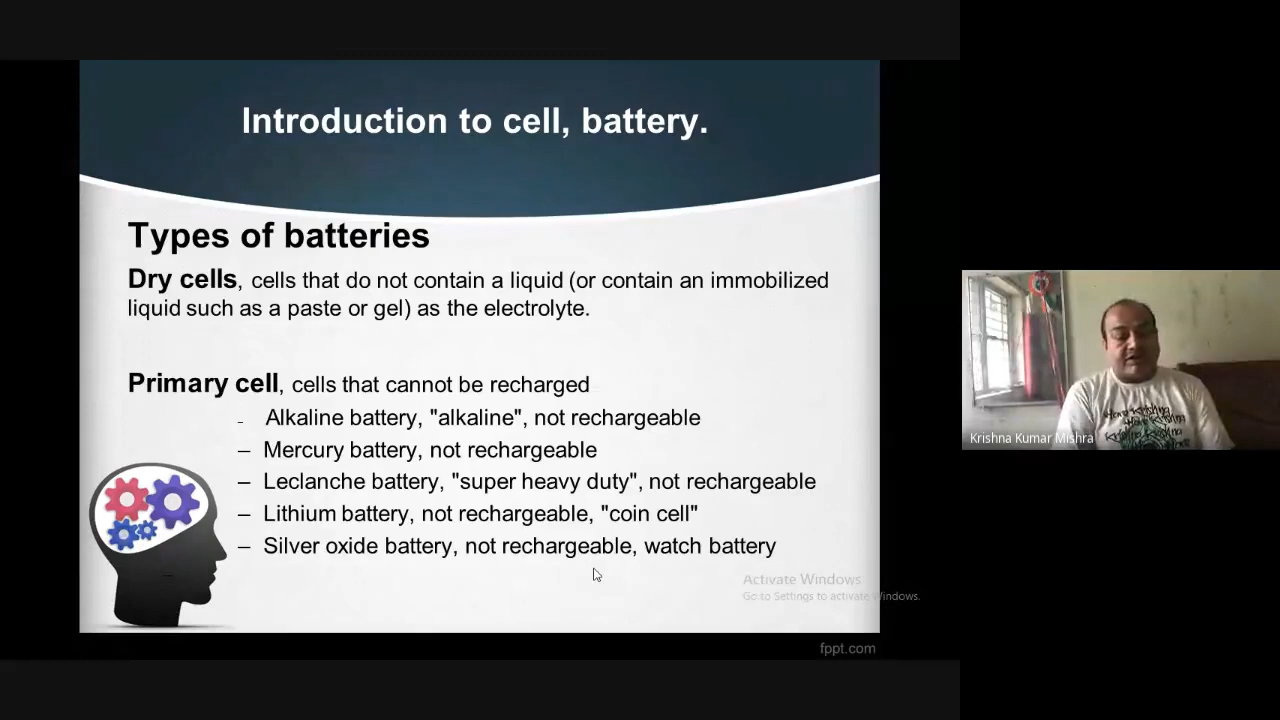 Introduction to cell, battery.
Types of batteries
Dry cells, cells that do not contain a liquid (or contain an immobilized
liquid such as a paste or gel) as the electrolyte.
Primary cell, cells that cannot be recharged
- Alkaline battery, "alkaline", not rechargeable
– Mercury battery, not rechargeable
– Leclanche battery, "super heavy duty", not rechargeable
– Lithium battery, not rechargeable, "coin cell"
– Silver oxide battery, not rechargeable, watch battery
Activate Windows
Go to Settings to activate Windows.
fppt.com
Krishna Kumar Mishra